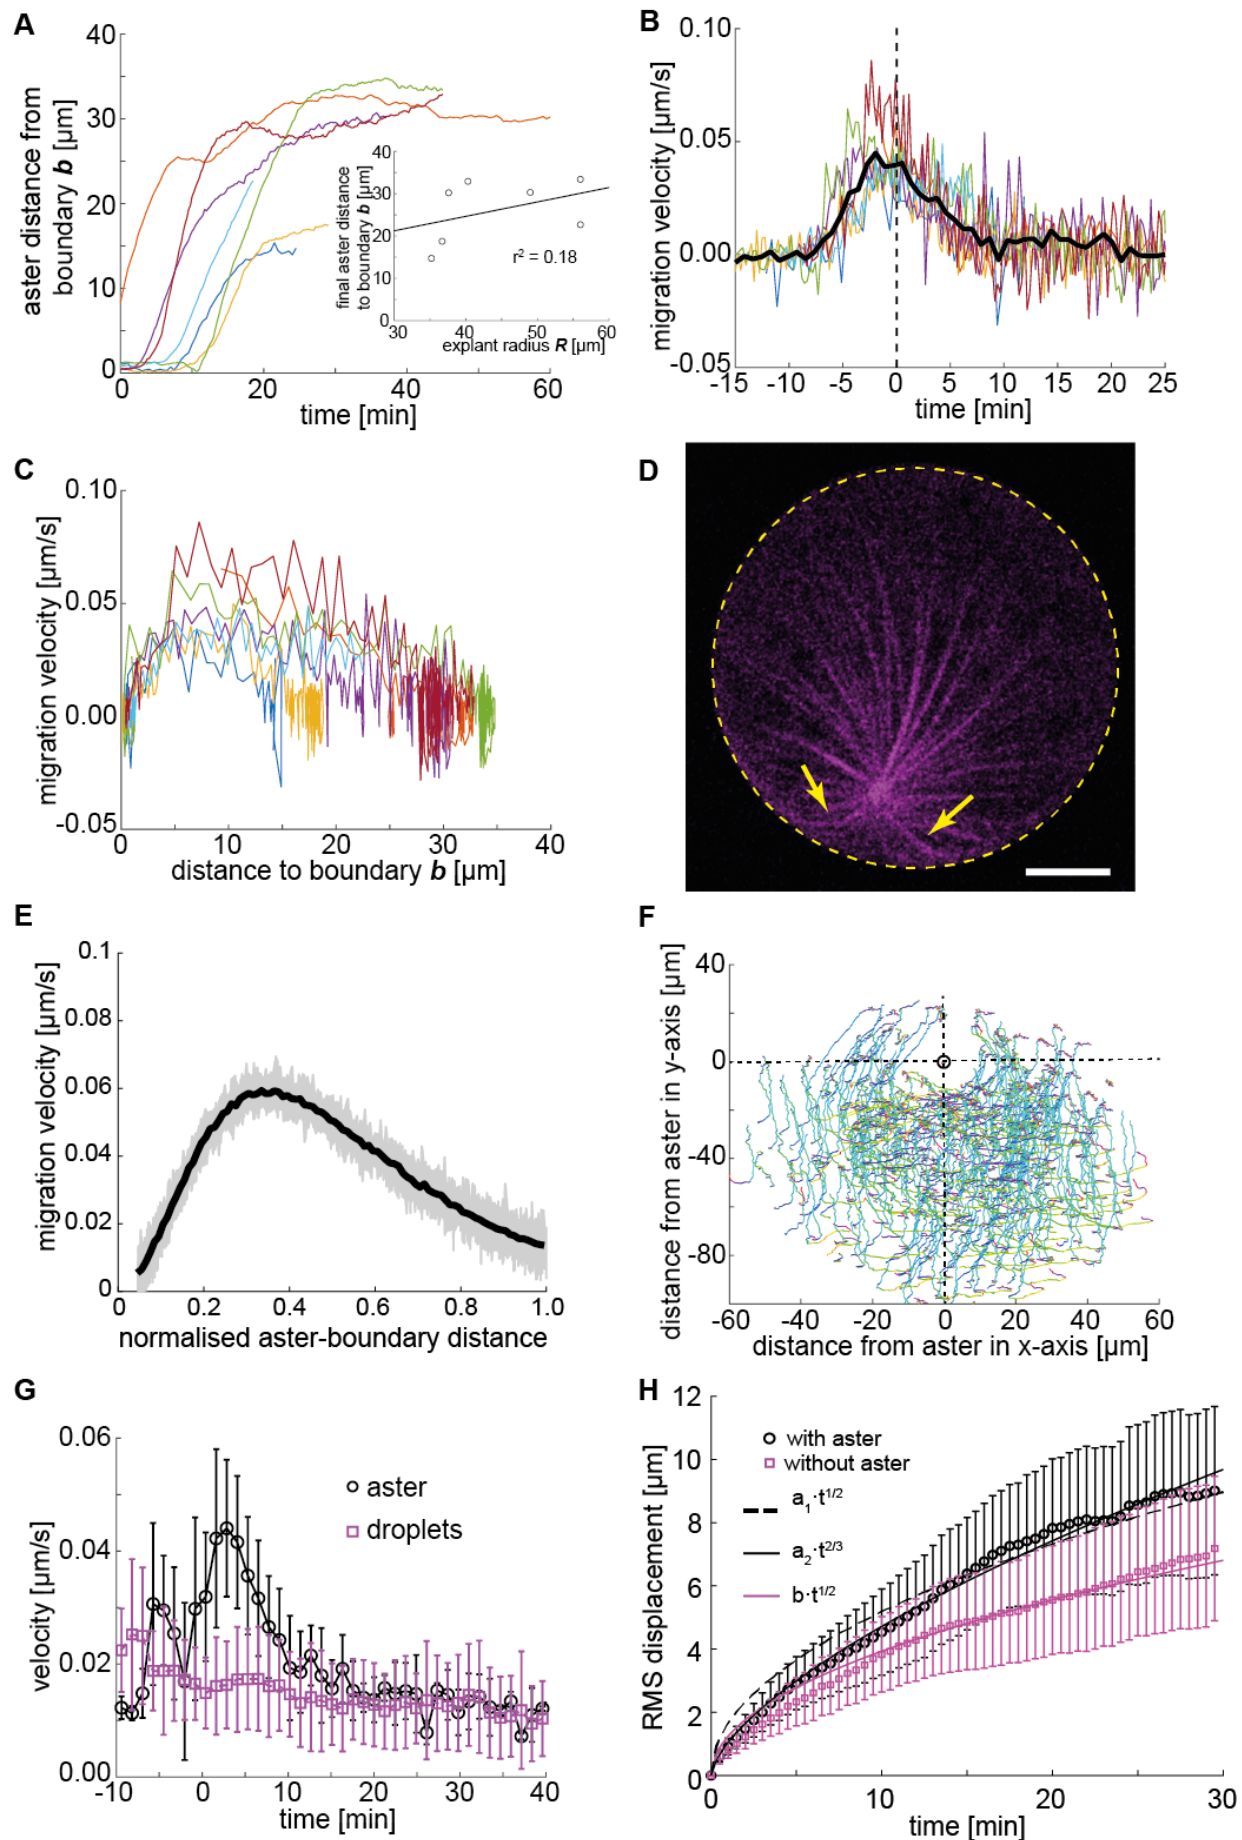 A
aster distance from
boundary b [µm]
40
30
20
10
0
0
20
40
60
time [min]
final aster distance
to boundary b [µm]
40
30
20
10
0
r² = 0.18
30
40
50
60
explant radius R [µm]
B
migration velocity [µm/s]
0.10
0.05
0.00
-0.05
-15
-10
-5
0
5
10
15
20
25
time [min]
C
migration velocity [µm/s]
0.10
0.05
0.00
-0.05
0
10
20
30
40
distance to boundary b [µm]
D
E
migration velocity [µm/s]
0.1
0.08
0.06
0.04
0.02
0
0
0.2
0.4
0.6
0.8
1.0
normalised aster-boundary distance
F
distance from aster in y-axis [µm]
40
0
-40
-80
-60
-40
-20
0
20
40
60
distance from aster in x-axis [µm]
G
velocity [µm/s]
0.06
0.04
0.02
0.00
aster
droplets
-10
0
10
20
30
40
time [min]
H
RMS displacement [µm]
12
10
8
6
4
2
0
with aster
without aster
a₁·t^1/2
a₂·t^2/3
b·t^1/2
0
10
20
30
time [min]